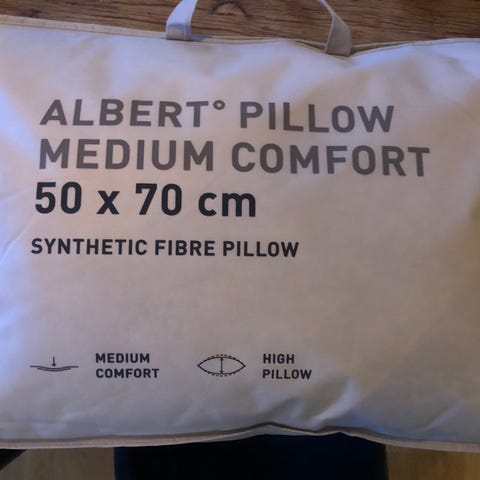 ALBERT° PILLOW
MEDIUM COMFORT
50 x 70 cm
SYNTHETIC FIBRE PILLOW
MEDIUM
COMFORT
HIGH
PILLOW